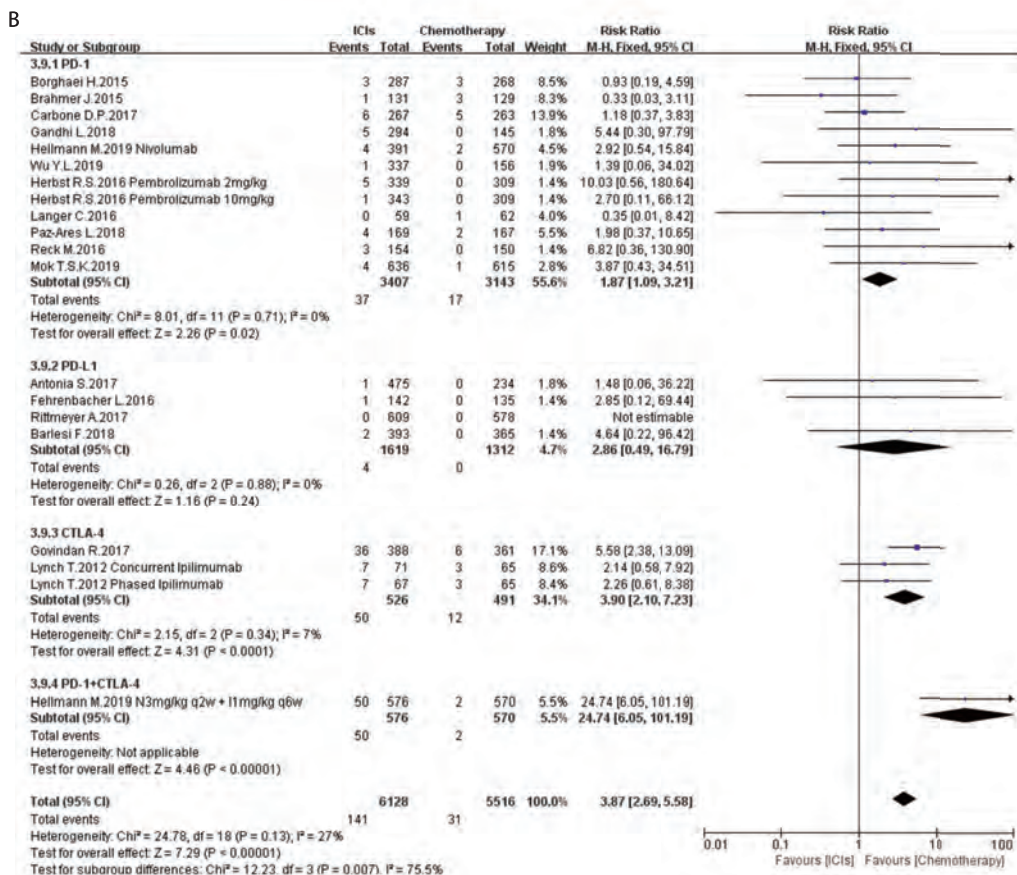 B
ICIs Chemotherapy Risk Ratio Risk Ratio
Study or Subgroup Events Total Events Total Weight M-H, Fixed, 95% CI M-H, Fixed, 95% CI
3.9.1 PD-1
Borghaei H.2015 3 287 3 268 8.5% 0.93 [0.19, 4.59]
Brahmer J.2015 1 131 3 129 8.3% 0.33 [0.03, 3.11]
Carbone D.P.2017 6 267 5 263 13.9% 1.18 [0.37, 3.83]
Gandhi L.2018 5 294 0 145 1.8% 5.44 [0.30, 97.79]
Hellmann M.2019 Nivolumab 4 391 2 570 4.5% 2.92 [0.54, 15.84]
Wu Y.L.2019 1 337 0 156 1.9% 1.39 [0.06, 34.02]
Herbst R.S.2016 Pembrolizumab 2mg/kg 5 339 0 309 1.4% 10.03 [0.56, 180.64]
Herbst R.S.2016 Pembrolizumab 10mg/kg 1 343 0 309 1.4% 2.70 [0.11, 66.12]
Langer C.2016 0 59 1 62 4.0% 0.35 [0.01, 8.42]
Paz-Ares L.2018 4 169 2 167 5.5% 1.98 [0.37, 10.65]
Reck M.2016 3 154 0 150 1.4% 6.82 [0.36, 130.90]
Mok T.S.K.2019 4 636 1 615 2.8% 3.87 [0.43, 34.51]
Subtotal (95% CI) 3407 3143 55.6% 1.87 [1.09, 3.21]
Total events 37 17
Heterogeneity: Chi² = 8.01, df = 11 (P = 0.71); I² = 0%
Test for overall effect: Z = 2.26 (P = 0.02)
3.9.2 PD-L1
Antonia S.2017 1 475 0 234 1.8% 1.48 [0.06, 36.22]
Fehrenbacher L.2016 1 142 0 135 1.4% 2.85 [0.12, 69.44]
Rittmeyer A.2017 0 609 0 578 Not estimable
Barlesi F.2018 2 393 0 365 1.4% 4.64 [0.22, 96.42]
Subtotal (95% CI) 1619 1312 4.7% 2.86 [0.49, 16.79]
Total events 4 0
Heterogeneity: Chi² = 0.26, df = 2 (P = 0.88); I² = 0%
Test for overall effect: Z = 1.16 (P = 0.24)
3.9.3 CTLA-4
Govindan R.2017 36 388 6 361 17.1% 5.58 [2.38, 13.09]
Lynch T.2012 Concurrent Ipilimumab 7 71 3 65 8.6% 2.14 [0.58, 7.92]
Lynch T.2012 Phased Ipilimumab 7 67 3 65 8.4% 2.26 [0.61, 8.38]
Subtotal (95% CI) 526 491 34.1% 3.90 [2.10, 7.23]
Total events 50 12
Heterogeneity: Chi² = 2.15, df = 2 (P = 0.34); I² = 7%
Test for overall effect: Z = 4.31 (P < 0.0001)
3.9.4 PD-1+CTLA-4
Hellmann M.2019 N3mg/kg q2w + I1mg/kg q6w 50 576 2 570 5.5% 24.74 [6.05, 101.19]
Subtotal (95% CI) 576 570 5.5% 24.74 [6.05, 101.19]
Total events 50 2
Heterogeneity: Not applicable
Test for overall effect: Z = 4.46 (P < 0.00001)
Total (95% CI) 6128 5516 100.0% 3.87 [2.69, 5.58]
Total events 141 31
Heterogeneity: Chi² = 24.78, df = 18 (P = 0.13); I² = 27%
Test for overall effect: Z = 7.29 (P < 0.00001)
Test for subgroup differences: Chi² = 12.23, df = 3 (P = 0.007), I² = 75.5%
0.01 0.1 1 10 100
Favours [ICIs] Favours [Chemotherapy]